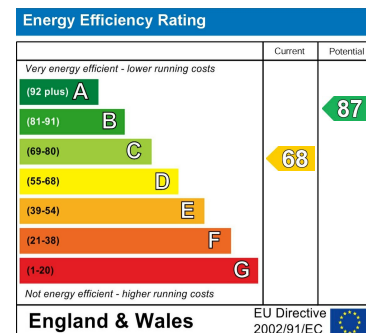 Energy Efficiency Rating
Current Potential
Very energy efficient - lower running costs
(92 plus) A
(81-91) B
87
(69-80) C
68
(55-68) D
(39-54) E
(21-38) F
(1-20) G
Not energy efficient - higher running costs
England & Wales
EU Directive
2002/91/EC